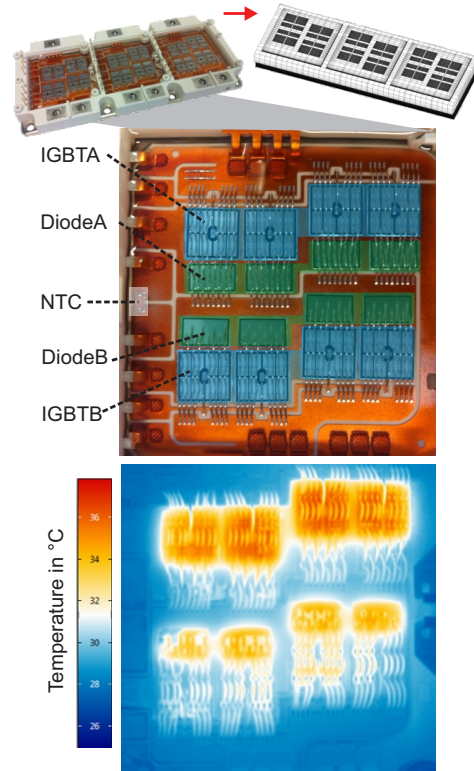 IGBTA
DiodeA
NTC
DiodeB
IGBTB
Temperature in °C
36
34
32
30
28
26